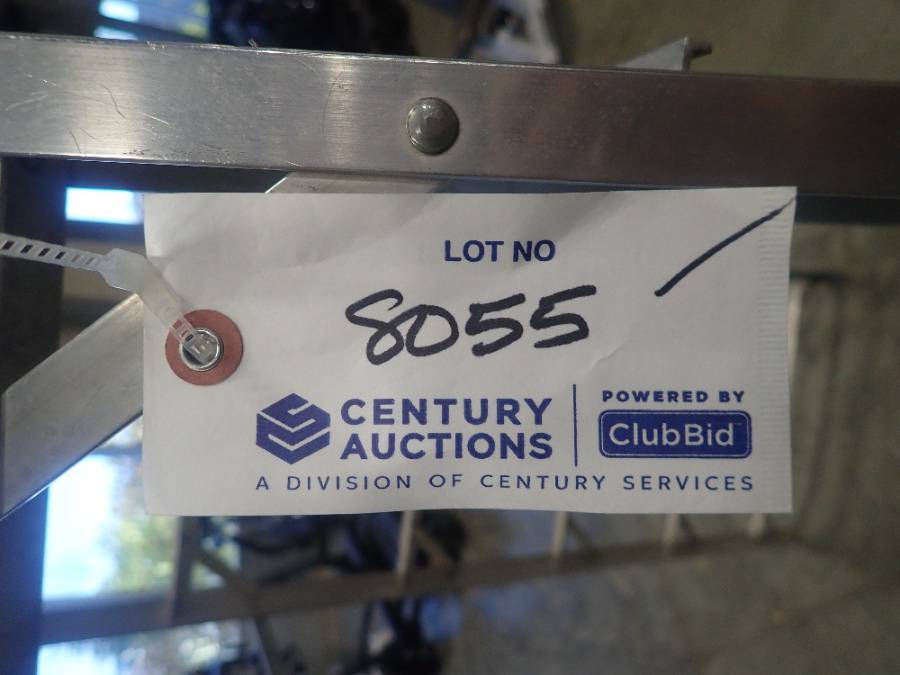 LOT NO
8055
CENTURY
AUCTIONS
POWERED BY
ClubBid
A DIVISION OF CENTURY SERVICES